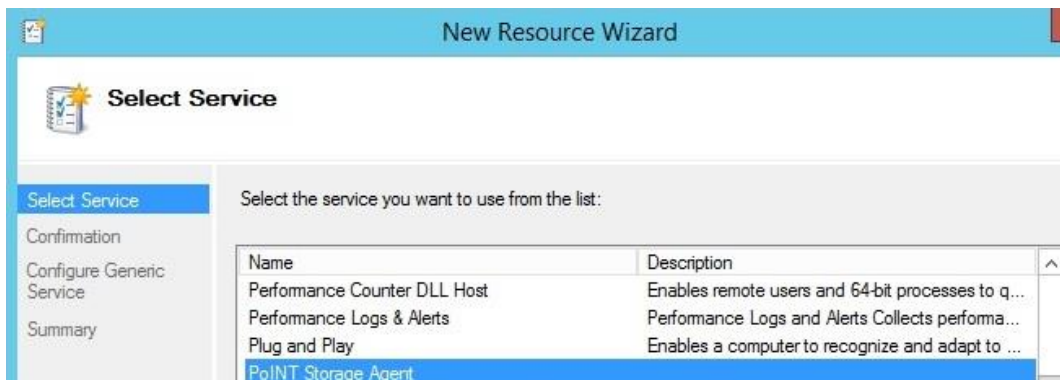 New Resource Wizard
Select Service
Select Service
Confirmation
Configure Generic
Service
Summary
Select the service you want to use from the list:
Name Description
Performance Counter DLL Host Enables remote users and 64-bit processes to q...
Performance Logs & Alerts Performance Logs and Alerts Collects performa...
Plug and Play Enables a computer to recognize and adapt to ...
PoINT Storage Agent